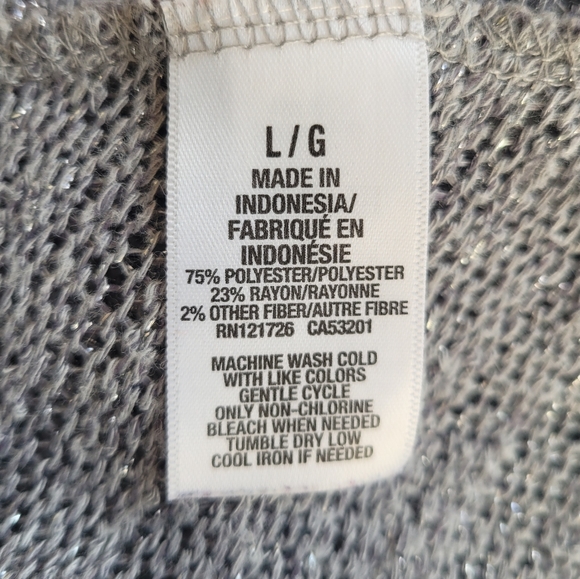 L / G
MADE IN
INDONESIA/
FABRIQUÉ EN
INDONÉSIE
75% POLYESTER/POLYESTER
23% RAYON/RAYONNE
2% OTHER FIBER/AUTRE FIBRE
RN121726 CA53201
MACHINE WASH COLD
WITH LIKE COLORS
GENTLE CYCLE
ONLY NON-CHLORINE
BLEACH WHEN NEEDED
TUMBLE DRY LOW
COOL IRON IF NEEDED